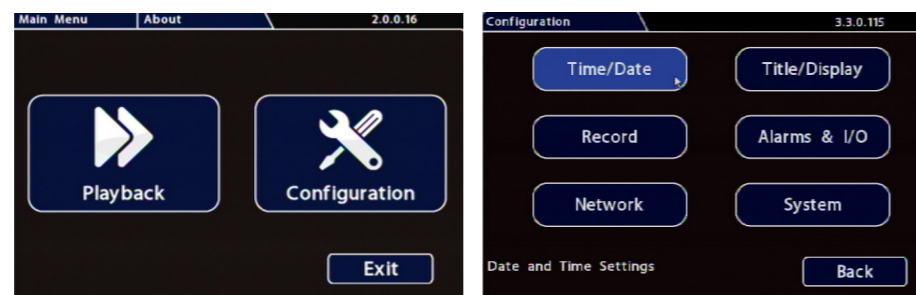 Main Menu About 2.0.0.16
Playback Configuration
Exit
Configuration 3.3.0.115
Time/Date Title/Display
Record Alarms & I/O
Network System
Date and Time Settings Back